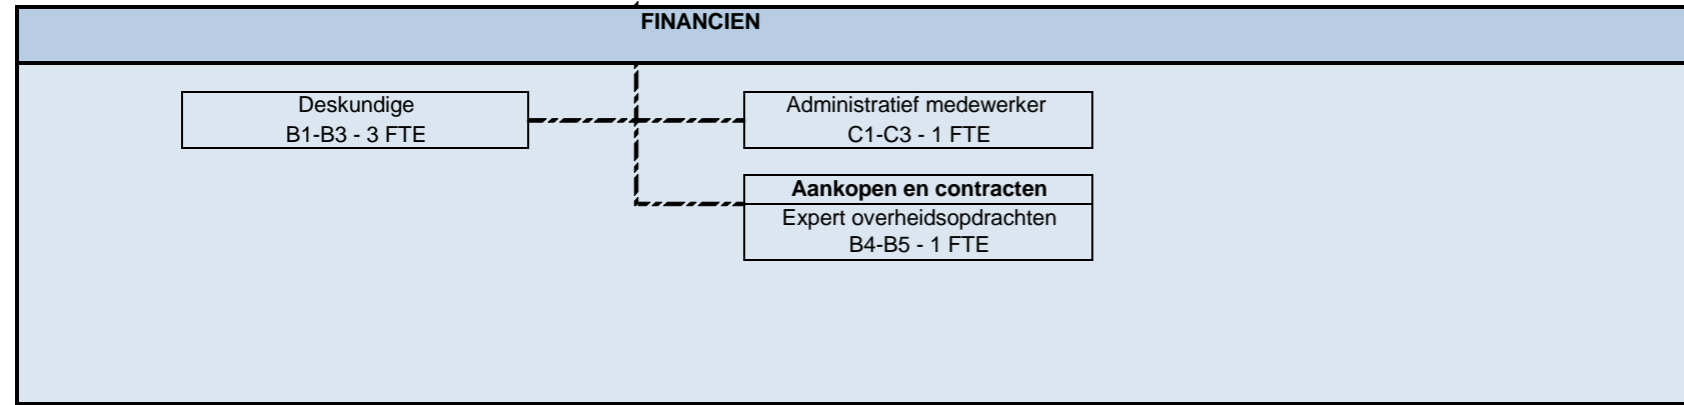 FINANCIEN
Deskundige
B1-B3 - 3 FTE
Administratief medewerker
C1-C3 - 1 FTE
Aankopen en contracten
Expert overheidsopdrachten
B4-B5 - 1 FTE